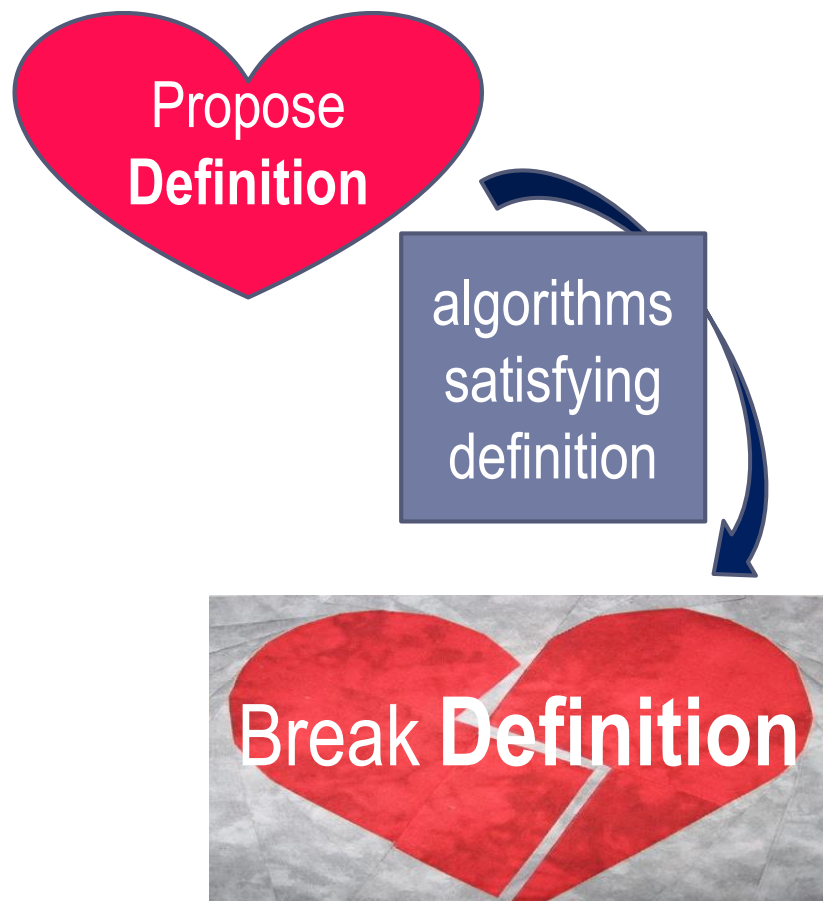 Propose
Definition
algorithms
satisfying
definition
Break Definition